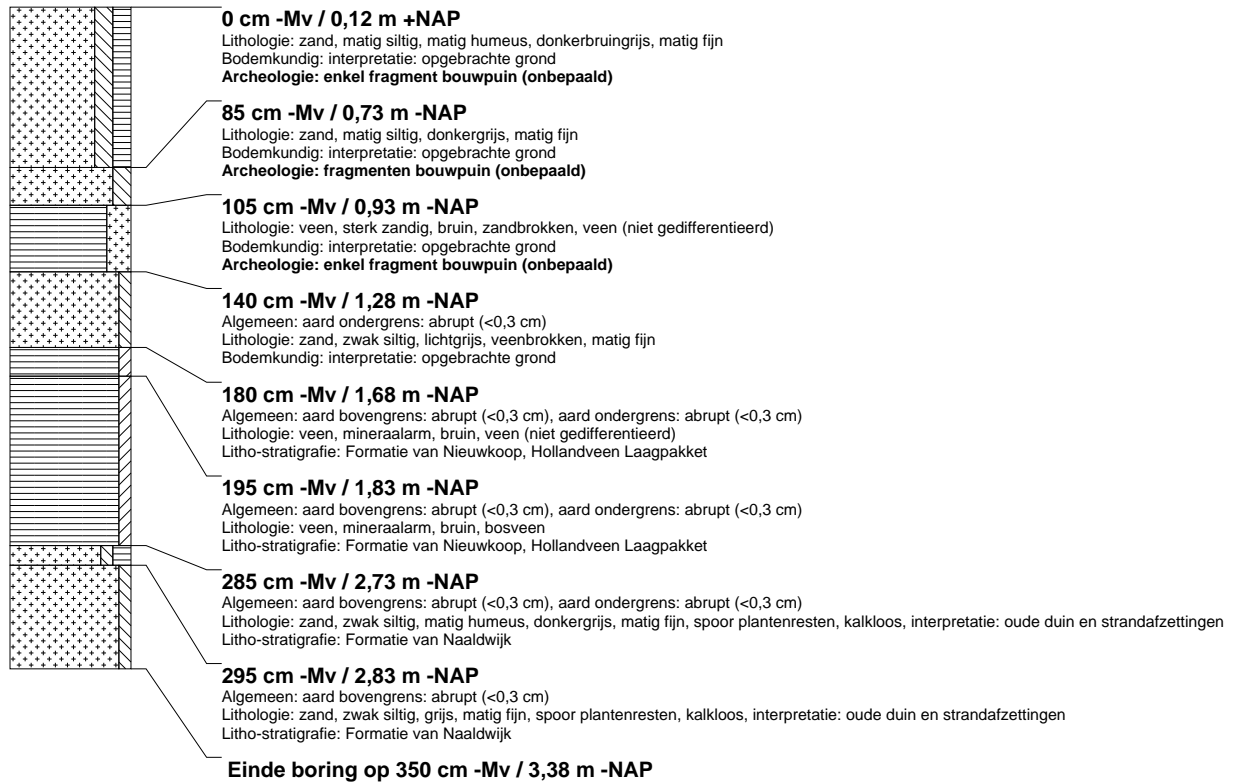 0 cm -Mv / 0,12 m +NAP
Lithologie: zand, matig siltig, matig humeus, donkerbruingrijs, matig fijn
Bodemkundig: interpretatie: opgebrachte grond
Archeologie: enkel fragment bouwpuin (onbepaald)
85 cm -Mv / 0,73 m -NAP
Lithologie: zand, matig siltig, donkergrijs, matig fijn
Bodemkundig: interpretatie: opgebrachte grond
Archeologie: fragmenten bouwpuin (onbepaald)
105 cm -Mv / 0,93 m -NAP
Lithologie: veen, sterk zandig, bruin, zandbrokken, veen (niet gedifferentieerd)
Bodemkundig: interpretatie: opgebrachte grond
Archeologie: enkel fragment bouwpuin (onbepaald)
140 cm -Mv / 1,28 m -NAP
Algemeen: aard ondergrens: abrupt (<0,3 cm)
Lithologie: zand, zwak siltig, lichtgrijs, veenbrokken, matig fijn
Bodemkundig: interpretatie: opgebrachte grond
180 cm -Mv / 1,68 m -NAP
Algemeen: aard bovengrens: abrupt (<0,3 cm), aard ondergrens: abrupt (<0,3 cm)
Lithologie: veen, mineraalarm, bruin, veen (niet gedifferentieerd)
Litho-stratigrafie: Formatie van Nieuwkoop, Hollandveen Laagpakket
195 cm -Mv / 1,83 m -NAP
Algemeen: aard bovengrens: abrupt (<0,3 cm), aard ondergrens: abrupt (<0,3 cm)
Lithologie: veen, mineraalarm, bruin, bosveen
Litho-stratigrafie: Formatie van Nieuwkoop, Hollandveen Laagpakket
285 cm -Mv / 2,73 m -NAP
Algemeen: aard bovengrens: abrupt (<0,3 cm), aard ondergrens: abrupt (<0,3 cm)
Lithologie: zand, zwak siltig, matig humeus, donkergrijs, matig fijn, spoor plantenresten, kalkloos, interpretatie: oude duin en strandafzettingen
Litho-stratigrafie: Formatie van Naaldwijk
295 cm -Mv / 2,83 m -NAP
Algemeen: aard bovengrens: abrupt (<0,3 cm)
Lithologie: zand, zwak siltig, grijs, matig fijn, spoor plantenresten, kalkloos, interpretatie: oude duin en strandafzettingen
Litho-stratigrafie: Formatie van Naaldwijk
Einde boring op 350 cm -Mv / 3,38 m -NAP